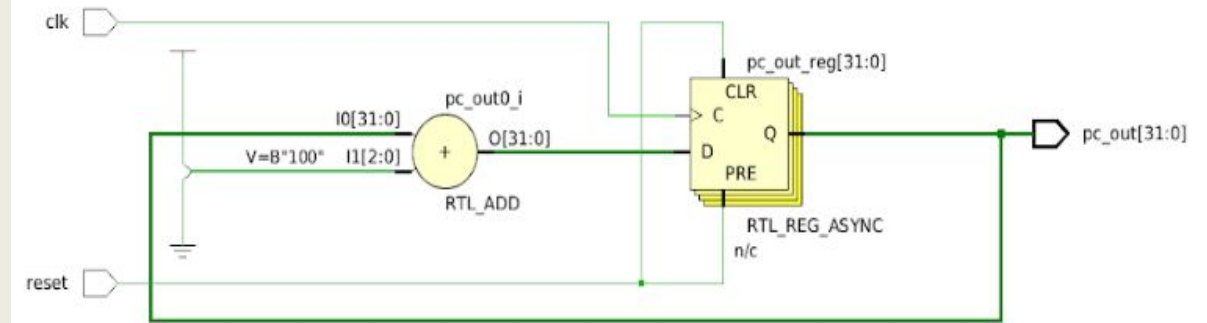 clk
pc_out_reg[31:0]
pc_out0_i
CLR
I0[31:0]
C
O[31:0]
Q
pc_out[31:0]
V=B"100"
I1[2:0]
+
D
PRE
RTL_ADD
RTL_REG_ASYNC
n/c
reset